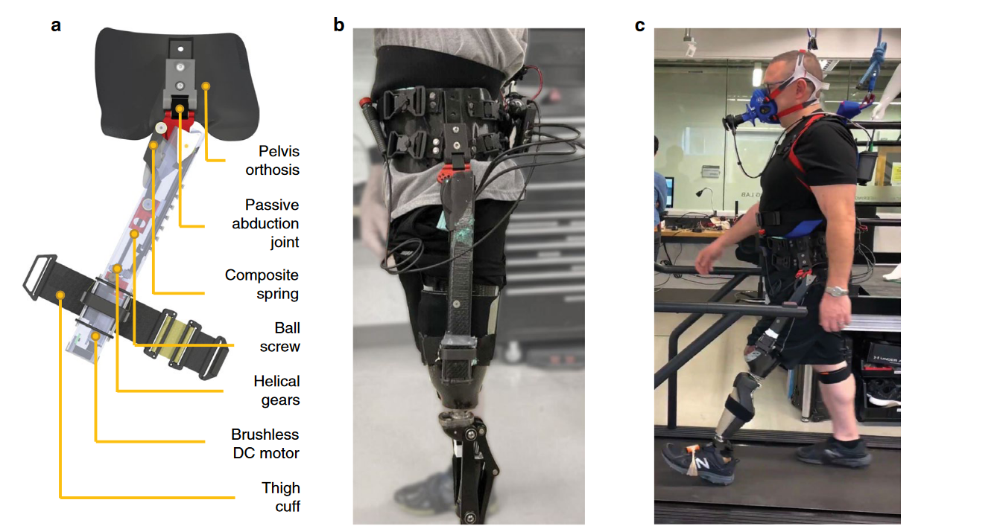 a
b
c
Pelvis
orthosis
Passive
abduction
joint
Composite
spring
Ball
screw
Helical
gears
Brushless
DC motor
Thigh
cuff
N